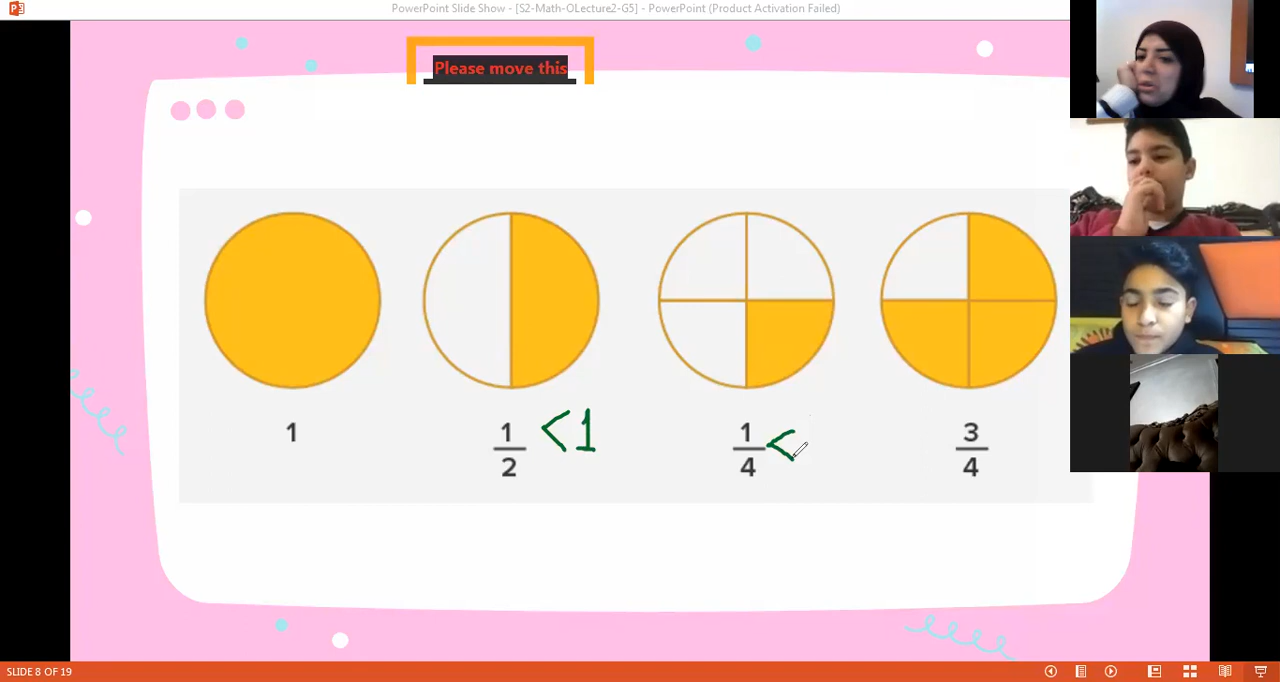 PowerPoint Slide Show - [S2-Math-OLecture2-G5] - PowerPoint (Product Activation Failed)
Please move this
1
1/2 <1
1/4 <
3/4
SLIDE 8 OF 19